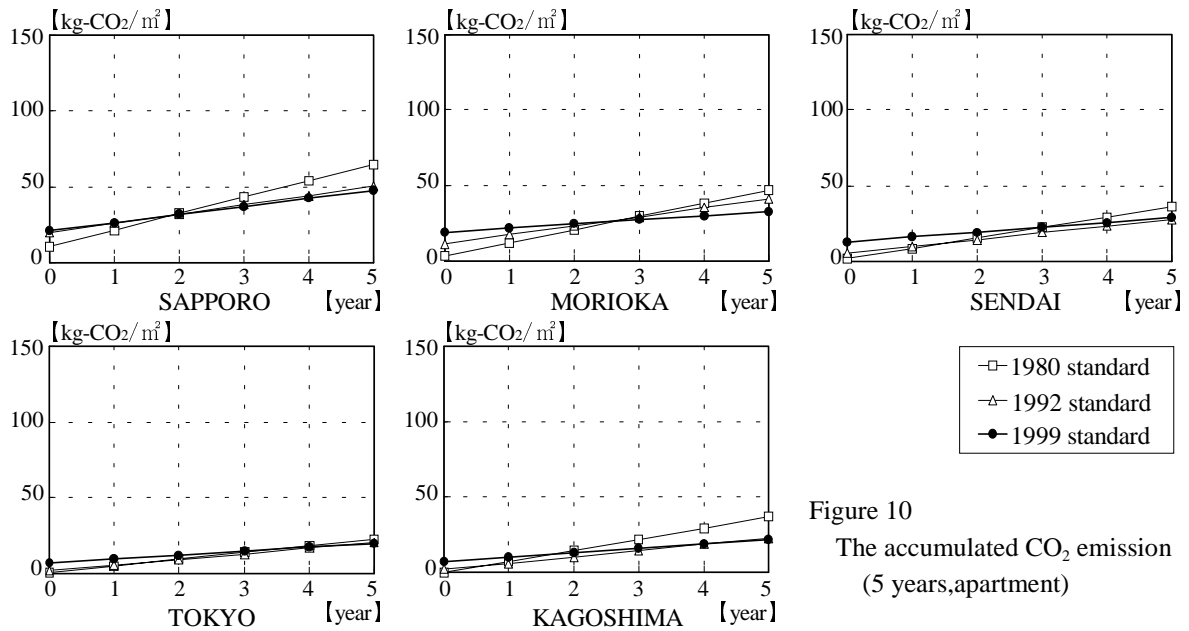 【kg-CO₂/㎡】
150
100
50
0
0 1 2 3 4 5
SAPPORO 【year】
【kg-CO₂/㎡】
150
100
50
0
0 1 2 3 4 5
MORIOKA 【year】
【kg-CO₂/㎡】
150
100
50
0
0 1 2 3 4 5
SENDAI 【year】
【kg-CO₂/㎡】
150
100
50
0
0 1 2 3 4 5
TOKYO 【year】
【kg-CO₂/㎡】
150
100
50
0
0 1 2 3 4 5
KAGOSHIMA 【year】
1980 standard
1992 standard
1999 standard
Figure 10
The accumulated CO₂ emission
(5 years,apartment)